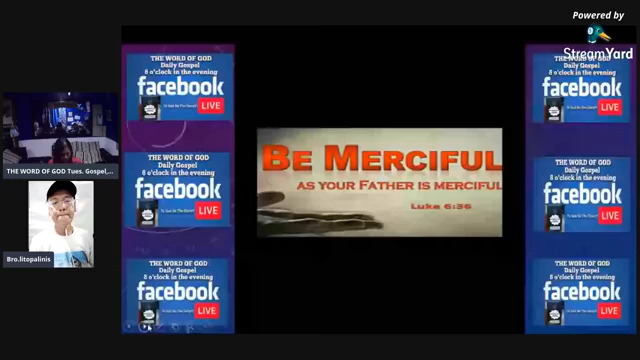 Powered by
StreamYard
THE WORD OF GOD
Daily Gospel
8 o'clock in the evening
facebook
LIVE
THE WORD OF GOD
Daily Gospel
8 o'clock in the evening
facebook
LIVE
THE WORD OF GOD
Daily Gospel
8 o'clock in the evening
facebook
LIVE
THE WORD OF GOD Tues. Gospel,...
Bro.litopalinis
BE MERCIFUL
AS YOUR FATHER IS MERCIFUL
Luke 6:36
THE WORD OF GOD
Daily Gospel
8 o'clock in the evening
facebook
LIVE
THE WORD OF GOD
Daily Gospel
8 o'clock in the evening
facebook
LIVE
THE WORD OF GOD
Daily Gospel
8 o'clock in the evening
facebook
LIVE